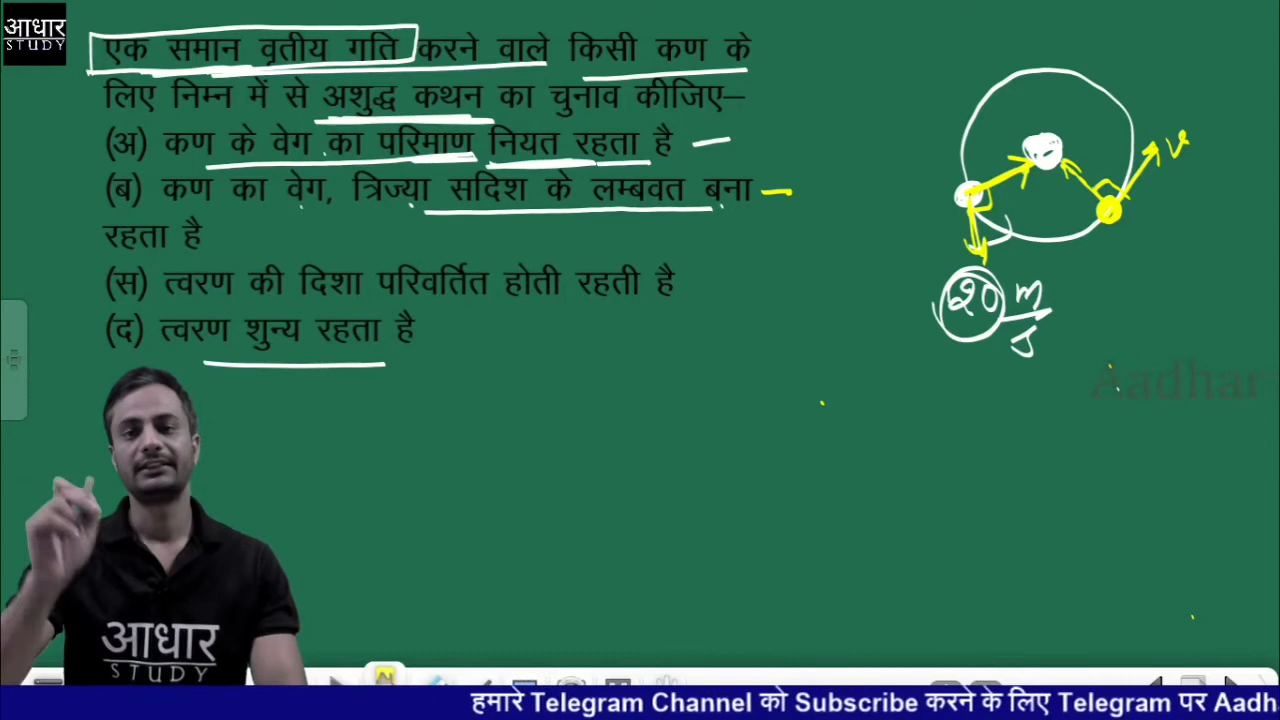 आधार
STUDY
एक समान वृतीय गति करने वाले किसी कण के
लिए निम्न में से अशुद्ध कथन का चुनाव कीजिए–
(अ) कण के वेग का परिमाण नियत रहता है
(ब) कण का वेग, त्रिज्या सदिश के लम्बवत बना
रहता है
(स) त्वरण की दिशा परिवर्तित होती रहती है
(द) त्वरण शुन्य रहता है
v
20 m
s
Aadhar
आधार
STUDY
हमारे Telegram Channel को Subscribe करने के लिए Telegram पर Aadh